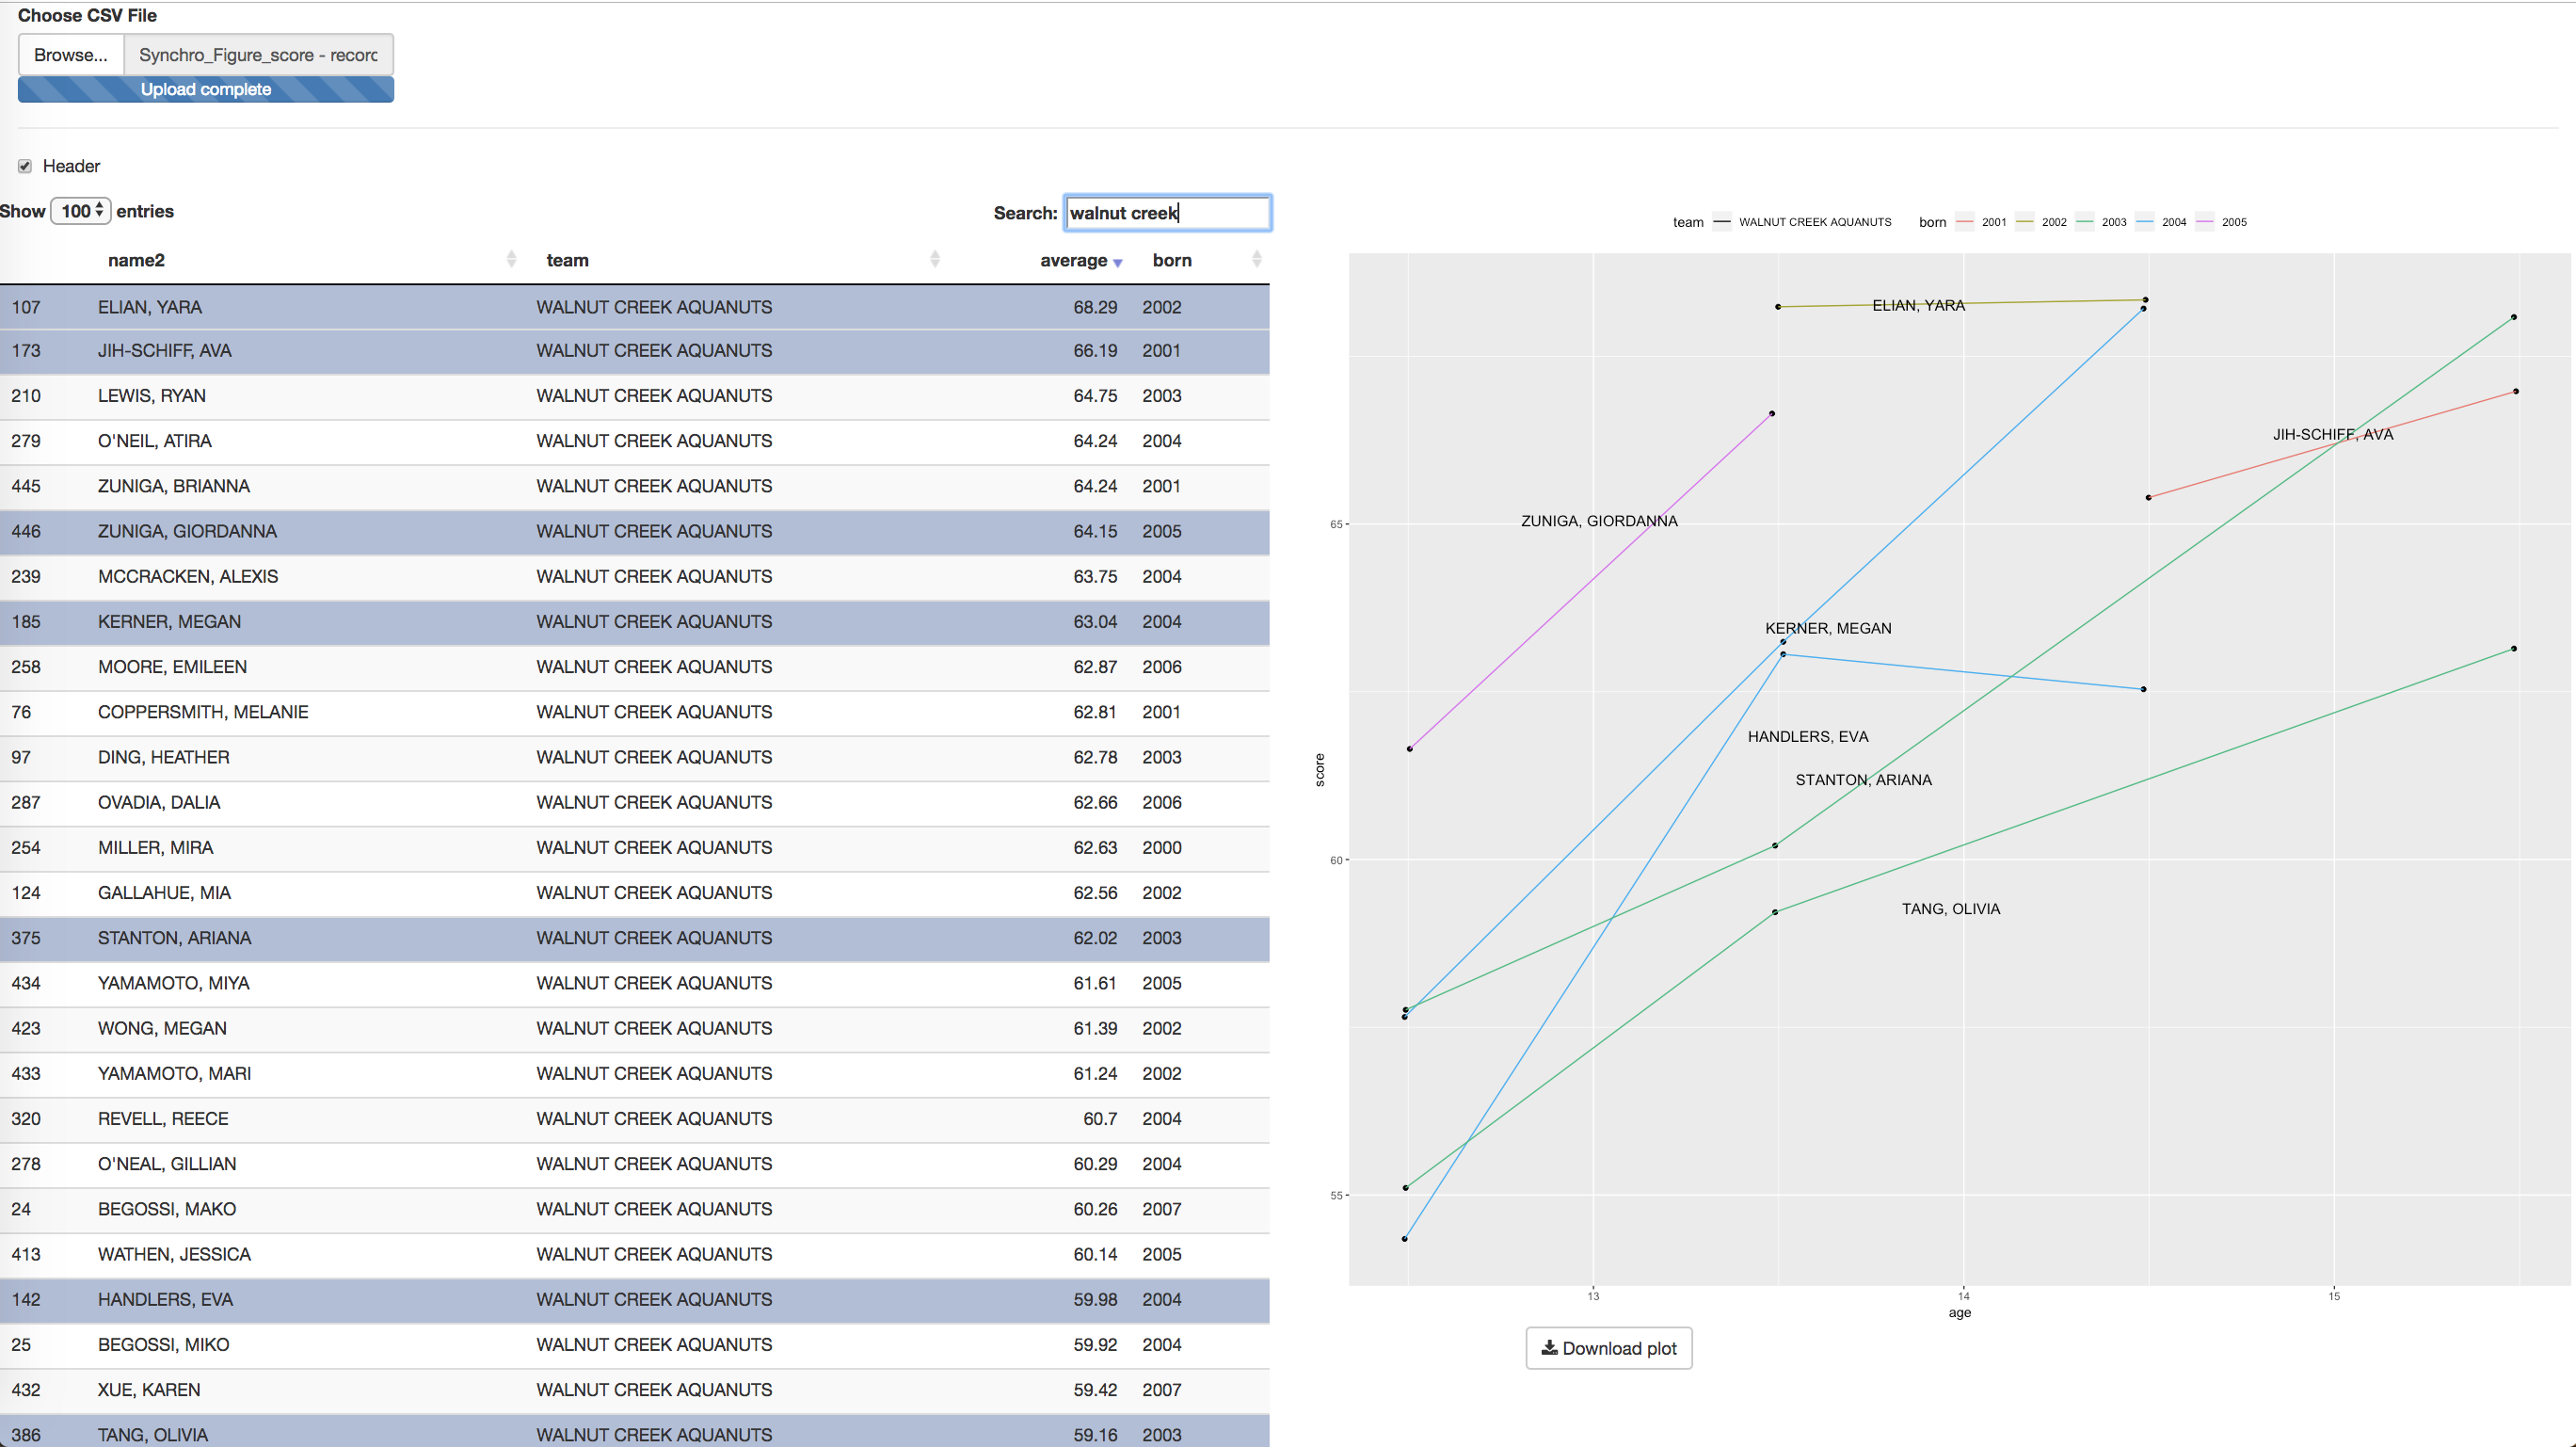 Choose CSV File
Browse... Synchro_Figure_score - recorc
Upload complete
Header
Show 100 entries Search: walnut creek
name2 team average born
107 ELIAN, YARA WALNUT CREEK AQUANUTS 68.29 2002
173 JIH-SCHIFF, AVA WALNUT CREEK AQUANUTS 66.19 2001
210 LEWIS, RYAN WALNUT CREEK AQUANUTS 64.75 2003
279 O'NEIL, ATIRA WALNUT CREEK AQUANUTS 64.24 2004
445 ZUNIGA, BRIANNA WALNUT CREEK AQUANUTS 64.24 2001
446 ZUNIGA, GIORDANNA WALNUT CREEK AQUANUTS 64.15 2005
239 MCCRACKEN, ALEXIS WALNUT CREEK AQUANUTS 63.75 2004
185 KERNER, MEGAN WALNUT CREEK AQUANUTS 63.04 2004
258 MOORE, EMILEEN WALNUT CREEK AQUANUTS 62.87 2006
76 COPPERSMITH, MELANIE WALNUT CREEK AQUANUTS 62.81 2001
97 DING, HEATHER WALNUT CREEK AQUANUTS 62.78 2003
287 OVADIA, DALIA WALNUT CREEK AQUANUTS 62.66 2006
254 MILLER, MIRA WALNUT CREEK AQUANUTS 62.63 2000
124 GALLAHUE, MIA WALNUT CREEK AQUANUTS 62.56 2002
375 STANTON, ARIANA WALNUT CREEK AQUANUTS 62.02 2003
434 YAMAMOTO, MIYA WALNUT CREEK AQUANUTS 61.61 2005
423 WONG, MEGAN WALNUT CREEK AQUANUTS 61.39 2002
433 YAMAMOTO, MARI WALNUT CREEK AQUANUTS 61.24 2002
320 REVELL, REECE WALNUT CREEK AQUANUTS 60.7 2004
278 O'NEAL, GILLIAN WALNUT CREEK AQUANUTS 60.29 2004
24 BEGOSSI, MAKO WALNUT CREEK AQUANUTS 60.26 2007
413 WATHEN, JESSICA WALNUT CREEK AQUANUTS 60.14 2005
142 HANDLERS, EVA WALNUT CREEK AQUANUTS 59.98 2004
25 BEGOSSI, MIKO WALNUT CREEK AQUANUTS 59.92 2004
432 XUE, KAREN WALNUT CREEK AQUANUTS 59.42 2007
386 TANG, OLIVIA WALNUT CREEK AQUANUTS 59.16 2003
team WALNUT CREEK AQUANUTS born 2001 2002 2003 2004 2005
ELIAN, YARA
JIH-SCHIFF, AVA
ZUNIGA, GIORDANNA
65
KERNER, MEGAN
HANDLERS, EVA
score
STANTON, ARIANA
60
TANG, OLIVIA
55
13 14 15
age
Download plot